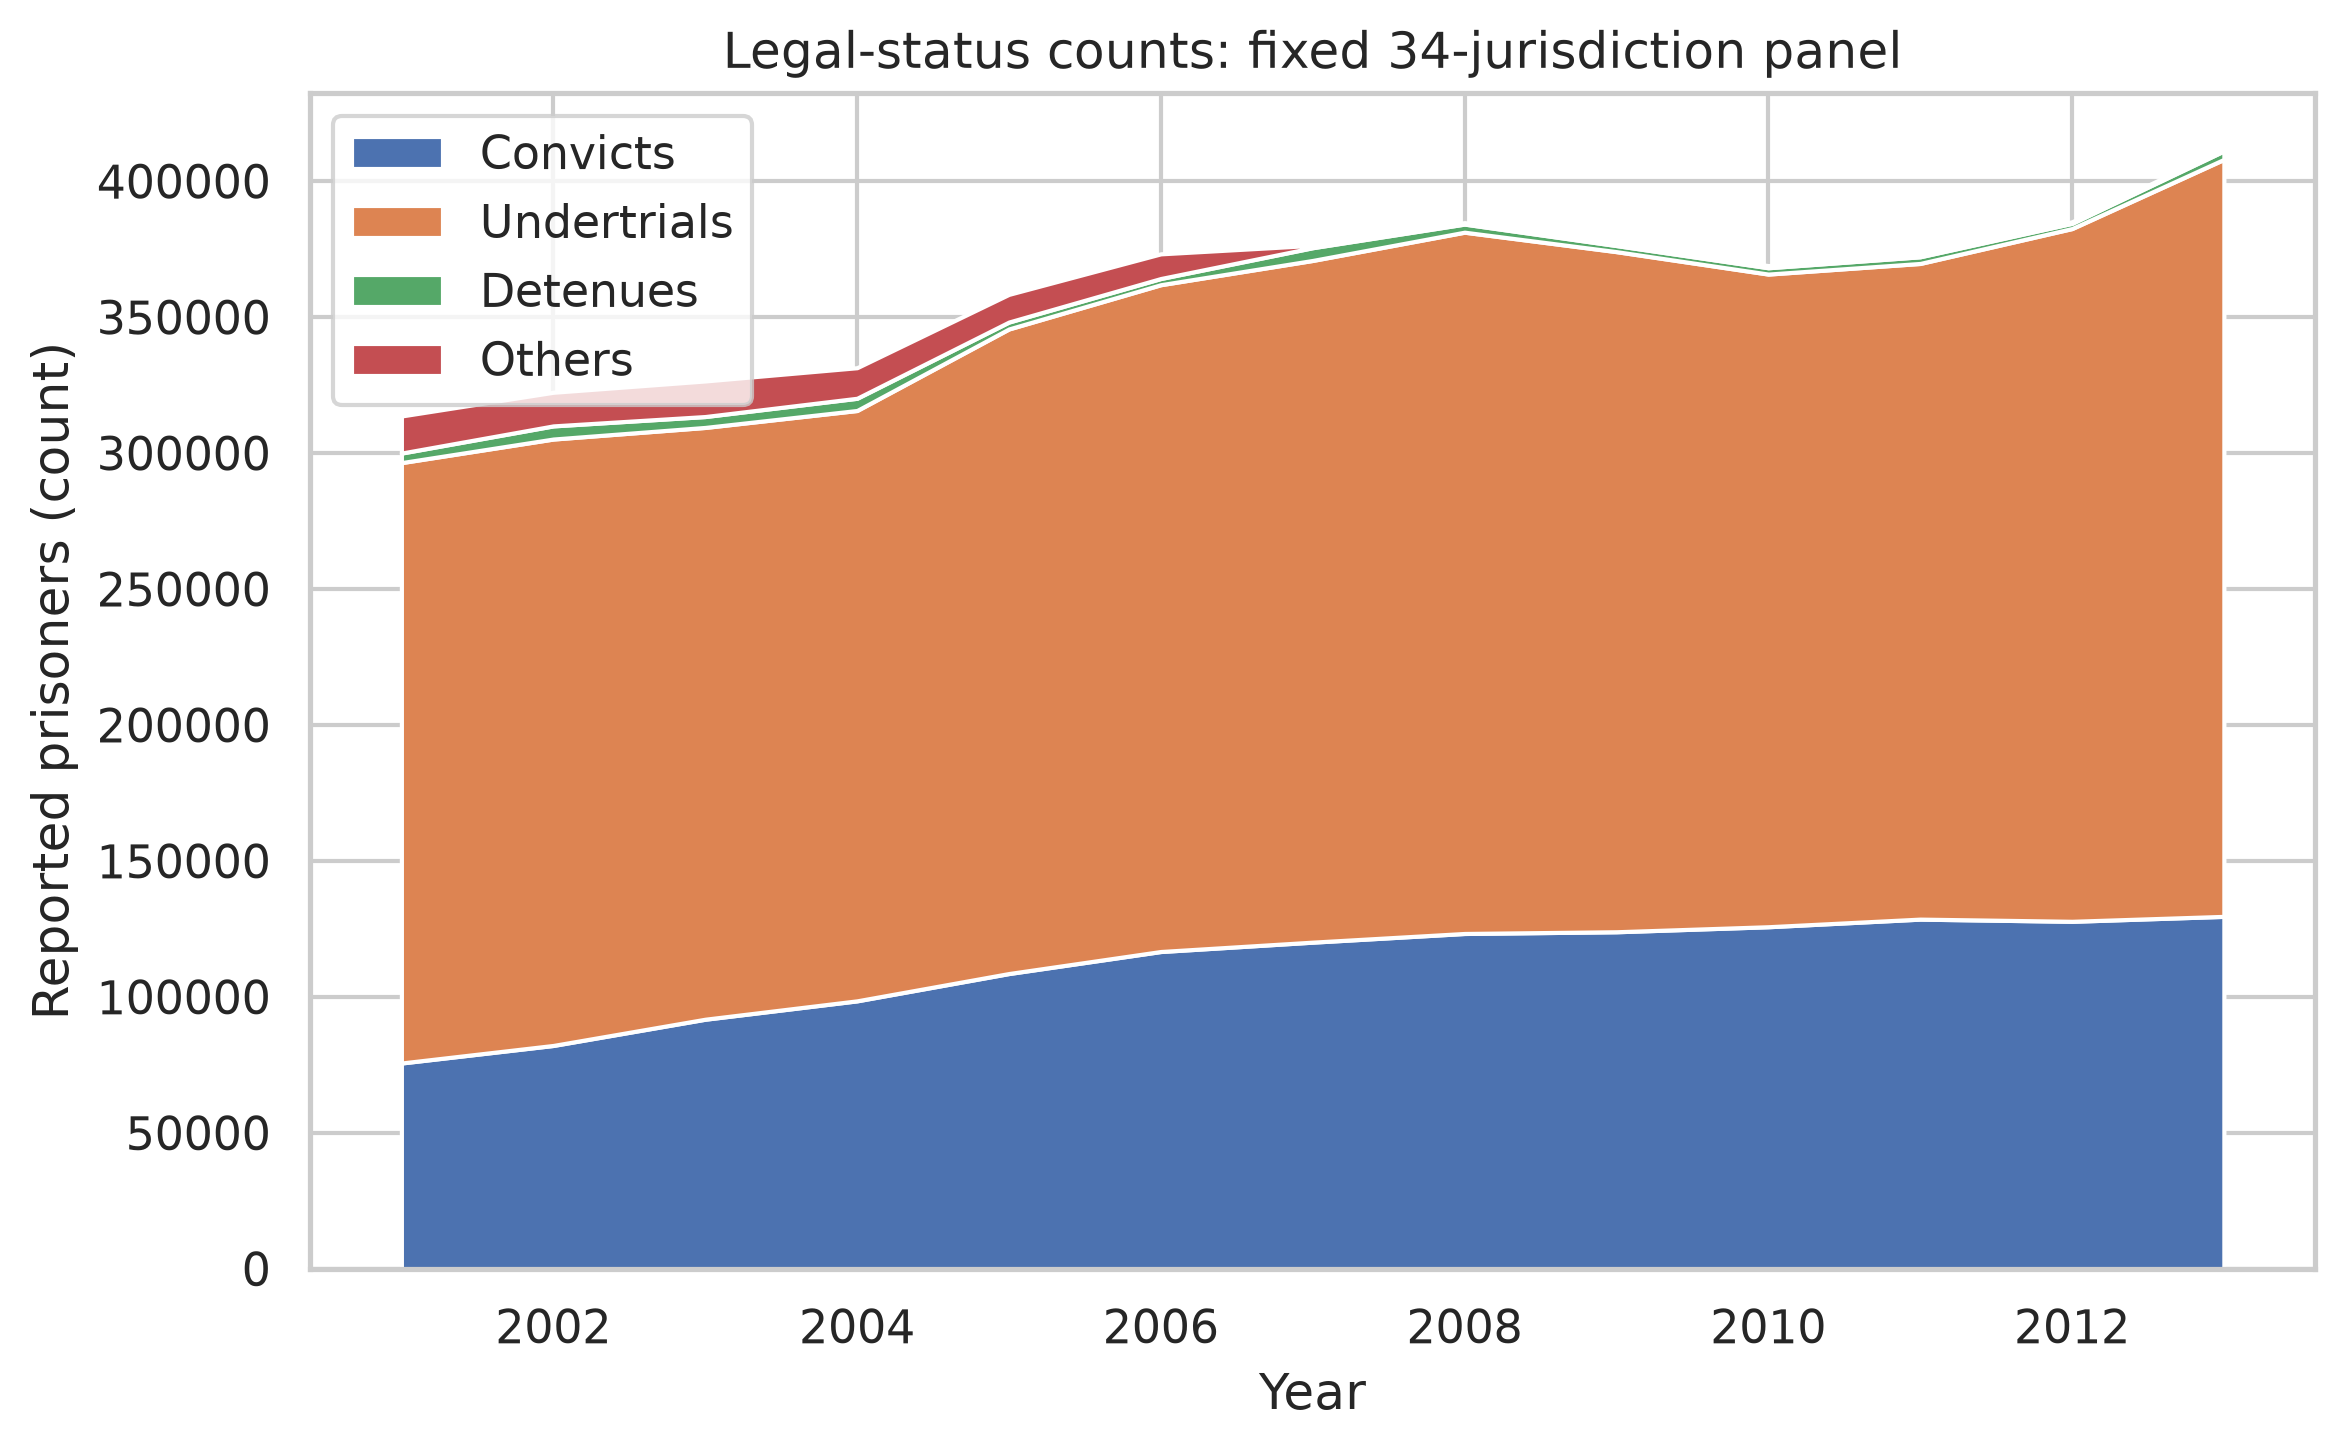 Legal-status counts: fixed 34-jurisdiction panel
Convicts
Undertrials
Detenues
Others
Reported prisoners (count)
400000
350000
300000
250000
200000
150000
100000
50000
0
2002 2004 2006 2008 2010 2012
Year